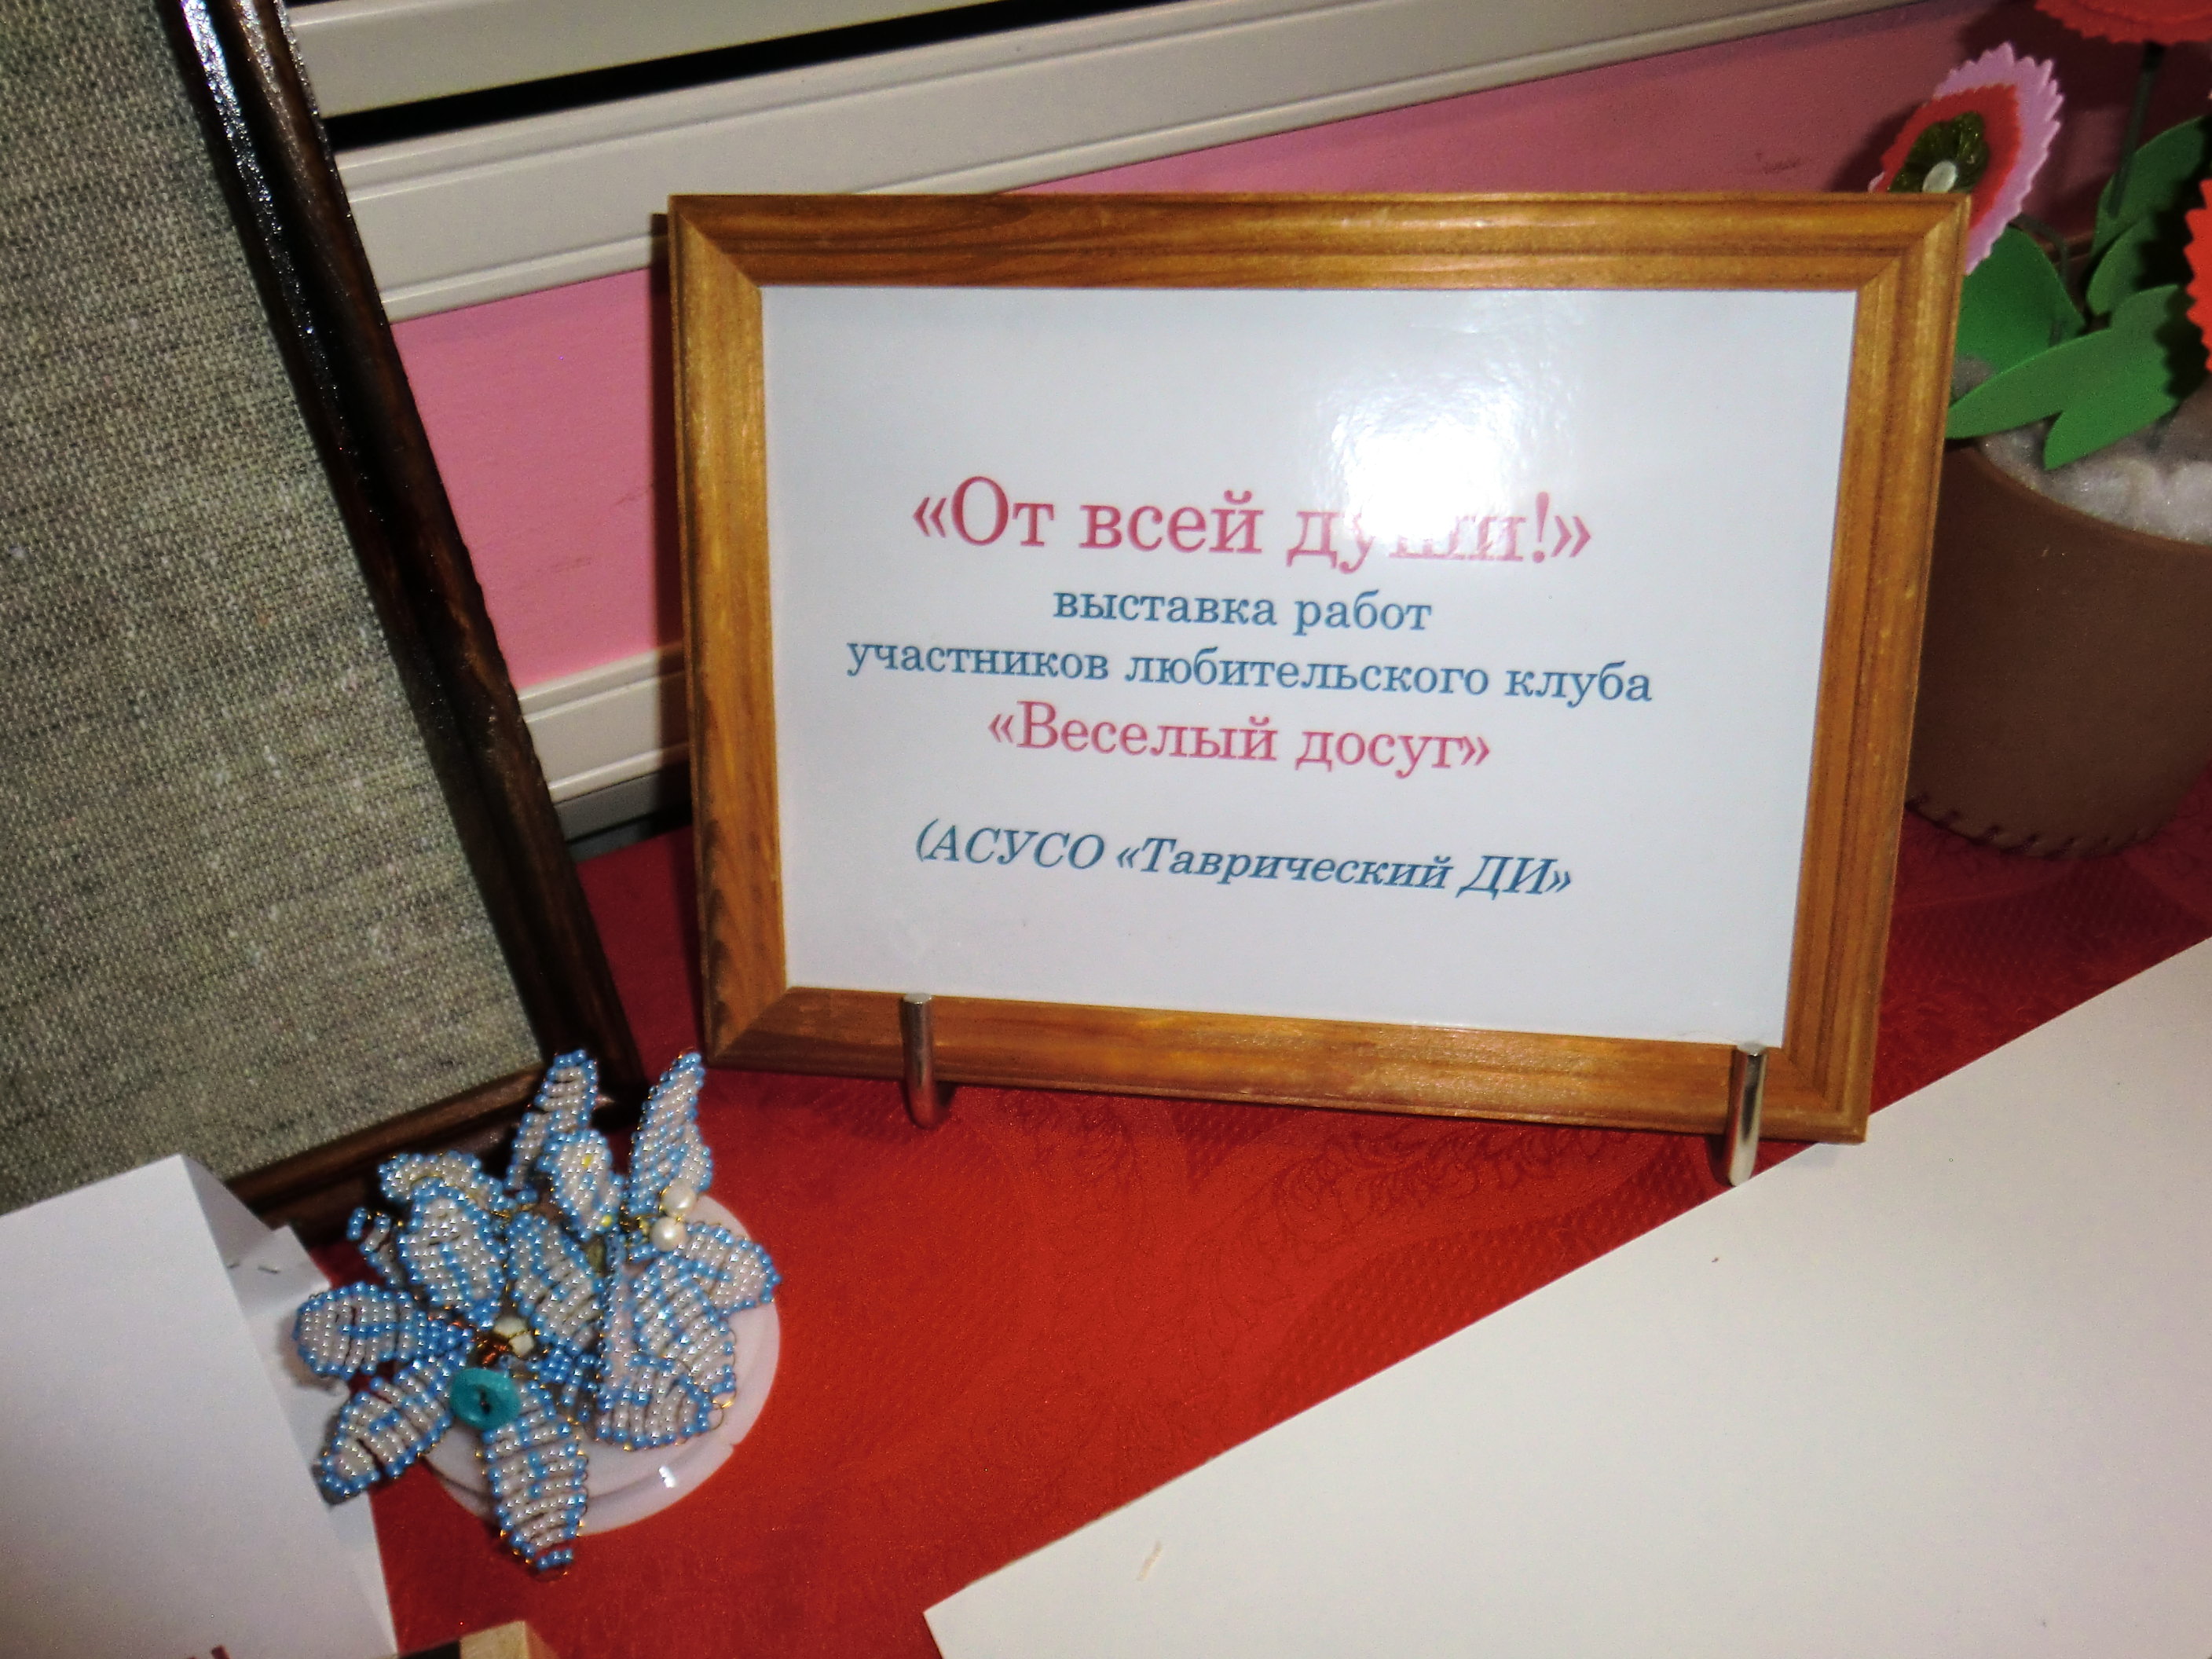 «От всей души!»
выставка работ
участников любительского клуба
«Веселый досуг»
(АСУСО «Таврический ДИ»